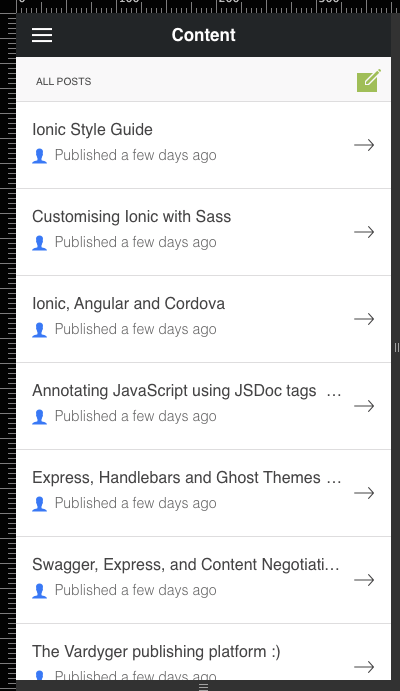 Content
ALL POSTS
Ionic Style Guide
Published a few days ago
Customising Ionic with Sass
Published a few days ago
Ionic, Angular and Cordova
Published a few days ago
Annotating JavaScript using JSDoc tags …
Published a few days ago
Express, Handlebars and Ghost Themes …
Published a few days ago
Swagger, Express, and Content Negotiati…
Published a few days ago
The Vardyger publishing platform :)
Published a few days ago